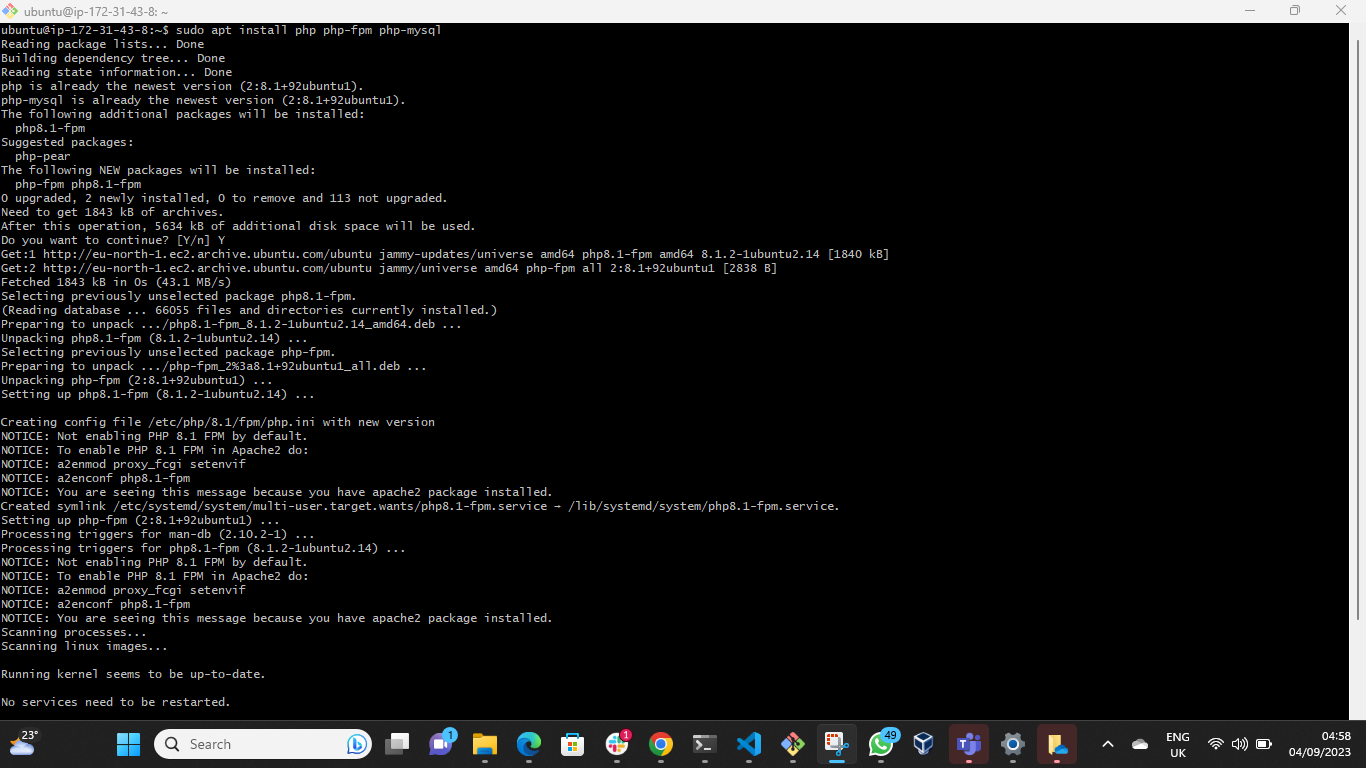 ubuntu@ip-172-31-43-8: ~
ubuntu@ip-172-31-43-8:~$ sudo apt install php php-fpm php-mysql
Reading package lists... Done
Building dependency tree... Done
Reading state information... Done
php is already the newest version (2:8.1+92ubuntu1).
php-mysql is already the newest version (2:8.1+92ubuntu1).
The following additional packages will be installed:
  php8.1-fpm
Suggested packages:
  php-pear
The following NEW packages will be installed:
  php-fpm php8.1-fpm
0 upgraded, 2 newly installed, 0 to remove and 113 not upgraded.
Need to get 1843 kB of archives.
After this operation, 5634 kB of additional disk space will be used.
Do you want to continue? [Y/n] Y
Get:1 http://eu-north-1.ec2.archive.ubuntu.com/ubuntu jammy-updates/universe amd64 php8.1-fpm amd64 8.1.2-1ubuntu2.14 [1840 kB]
Get:2 http://eu-north-1.ec2.archive.ubuntu.com/ubuntu jammy/universe amd64 php-fpm all 2:8.1+92ubuntu1 [2838 B]
Fetched 1843 kB in 0s (43.1 MB/s)
Selecting previously unselected package php8.1-fpm.
(Reading database ... 66055 files and directories currently installed.)
Preparing to unpack .../php8.1-fpm_8.1.2-1ubuntu2.14_amd64.deb ...
Unpacking php8.1-fpm (8.1.2-1ubuntu2.14) ...
Selecting previously unselected package php-fpm.
Preparing to unpack .../php-fpm_2%3a8.1+92ubuntu1_all.deb ...
Unpacking php-fpm (2:8.1+92ubuntu1) ...
Setting up php8.1-fpm (8.1.2-1ubuntu2.14) ...

Creating config file /etc/php/8.1/fpm/php.ini with new version
NOTICE: Not enabling PHP 8.1 FPM by default.
NOTICE: To enable PHP 8.1 FPM in Apache2 do:
NOTICE: a2enmod proxy_fcgi setenvif
NOTICE: a2enconf php8.1-fpm
NOTICE: You are seeing this message because you have apache2 package installed.
Created symlink /etc/systemd/system/multi-user.target.wants/php8.1-fpm.service → /lib/systemd/system/php8.1-fpm.service.
Setting up php-fpm (2:8.1+92ubuntu1) ...
Processing triggers for man-db (2.10.2-1) ...
Processing triggers for php8.1-fpm (8.1.2-1ubuntu2.14) ...
NOTICE: Not enabling PHP 8.1 FPM by default.
NOTICE: To enable PHP 8.1 FPM in Apache2 do:
NOTICE: a2enmod proxy_fcgi setenvif
NOTICE: a2enconf php8.1-fpm
NOTICE: You are seeing this message because you have apache2 package installed.
Scanning processes...
Scanning linux images...

Running kernel seems to be up-to-date.

No services need to be restarted.
23°
Search
1
1
49
ENG
UK
04:58
04/09/2023